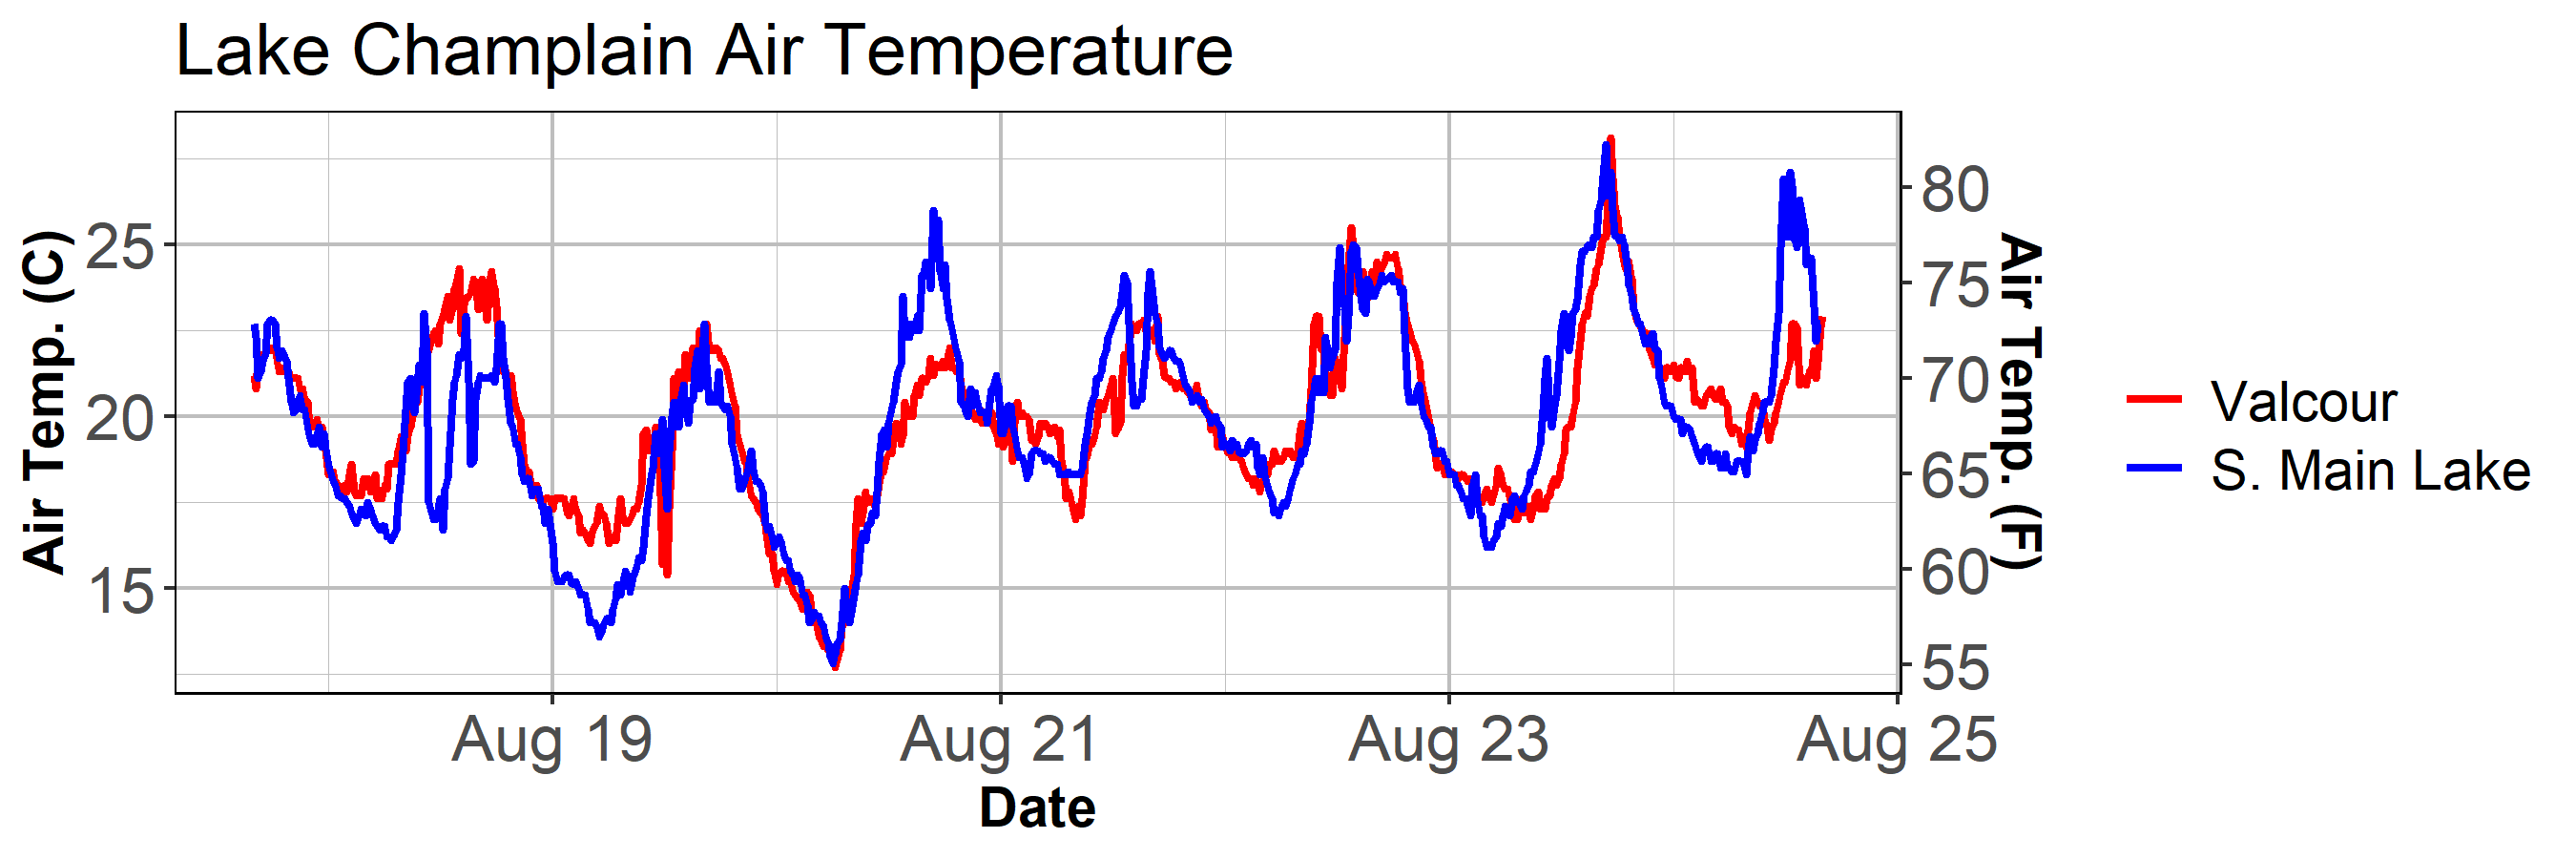 Lake Champlain Air Temperature
Air Temp. (C)
25
20
15
80
75
70
65
60
55
Air Temp. (F)
Valcour
S. Main Lake
Aug 19
Aug 21
Aug 23
Aug 25
Date